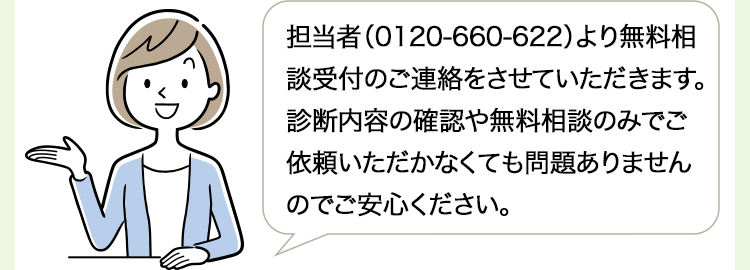 担当者（0120-660-622）より無料相
談受付のご連絡をさせていただきます。
診断内容の確認や無料相談のみでご
依頼いただかなくても問題ありません
のでご安心ください。